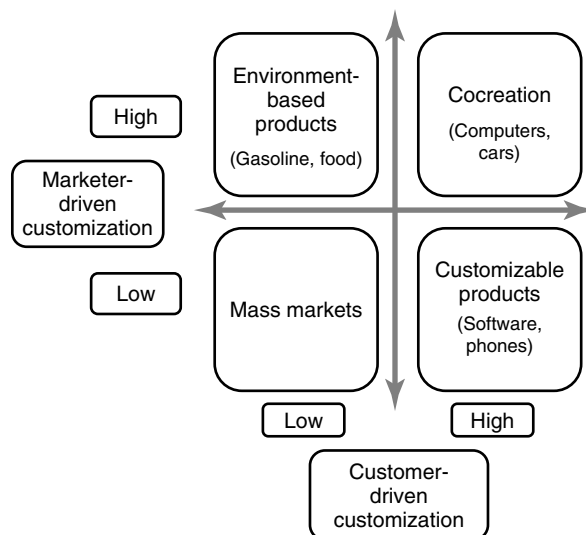 Environment-
based
products
(Gasoline, food)
Cocreation
(Computers,
cars)
High
Marketer-
driven
customization
Low
Mass markets
Customizable
products
(Software,
phones)
Low
High
Customer-
driven
customization